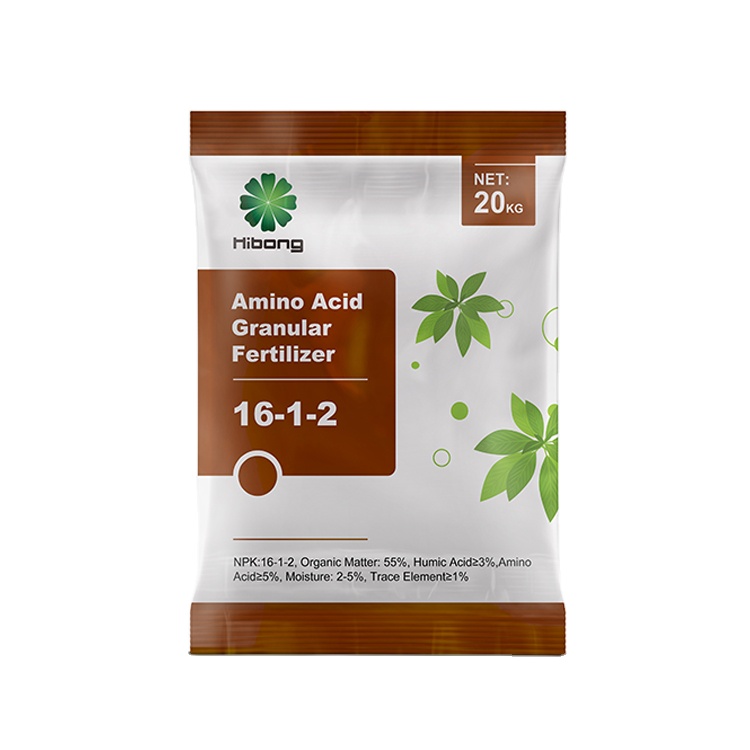 NET:
20KG
Hibong
Amino Acid
Granular
Fertilizer
16-1-2
NPK:16-1-2, Organic Matter: 55%, Humic Acid≥3%,Amino
Acid≥5%, Moisture: 2-5%, Trace Element≥1%